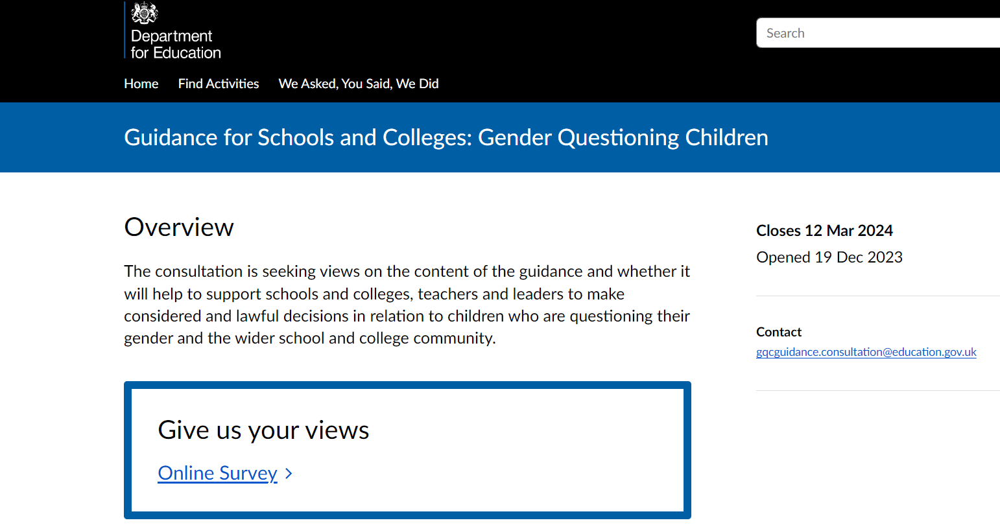 Department
for Education
Search
Home
Find Activities
We Asked, You Said, We Did
Guidance for Schools and Colleges: Gender Questioning Children
Overview
The consultation is seeking views on the content of the guidance and whether it
will help to support schools and colleges, teachers and leaders to make
considered and lawful decisions in relation to children who are questioning their
gender and the wider school and college community.
Give us your views
Online Survey
Closes 12 Mar 2024
Opened 19 Dec 2023
Contact
gqcguidance.consultation@education.gov.uk